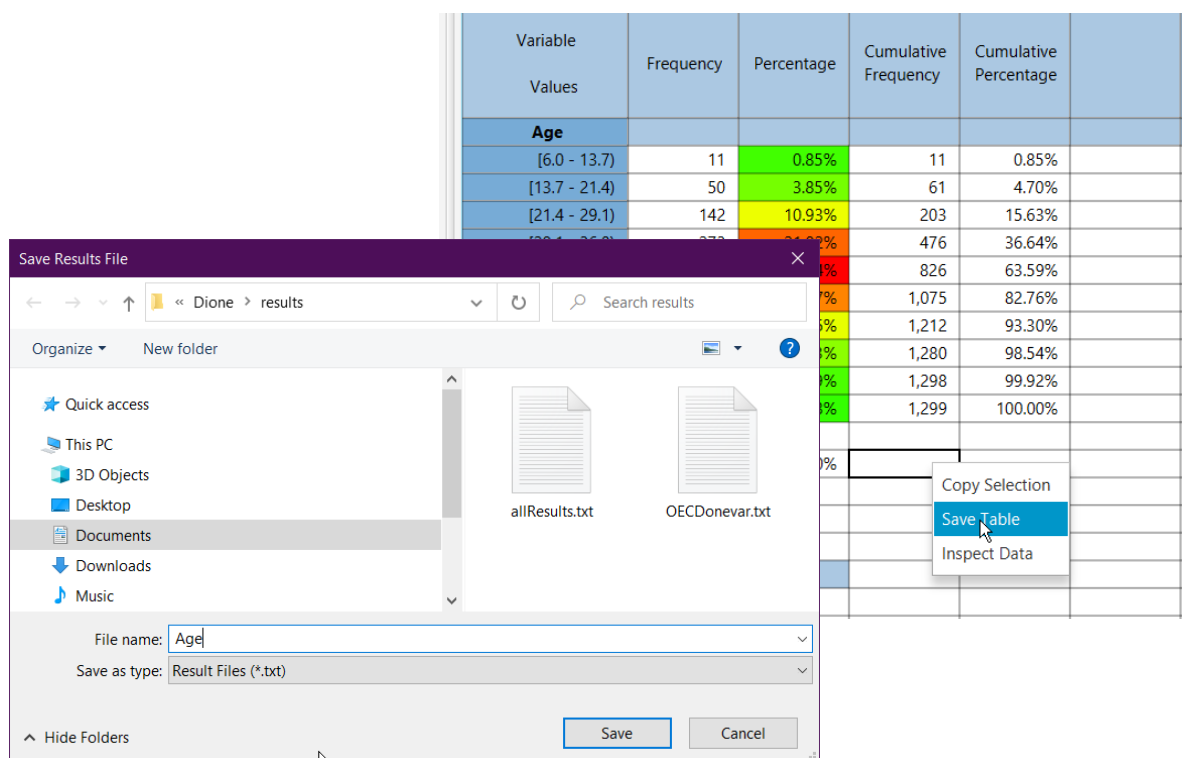 Variable
Values
Frequency
Percentage
Cumulative
Frequency
Cumulative
Percentage
Age
[6.0 - 13.7) 11 0.85% 11 0.85%
[13.7 - 21.4) 50 3.85% 61 4.70%
[21.4 - 29.1) 142 10.93% 203 15.63%
476 36.64%
826 63.59%
7% 1,075 82.76%
% 1,212 93.30%
% 1,280 98.54%
% 1,298 99.92%
% 1,299 100.00%
%
Copy Selection
Save Table
Inspect Data
Save Results File
« Dione > results
Search results
Organize
New folder
?
Quick access
This PC
3D Objects
Desktop
Documents
Downloads
Music
allResults.txt
OECDonevar.txt
File name: Age
Save as type: Result Files (*.txt)
Hide Folders
Save
Cancel